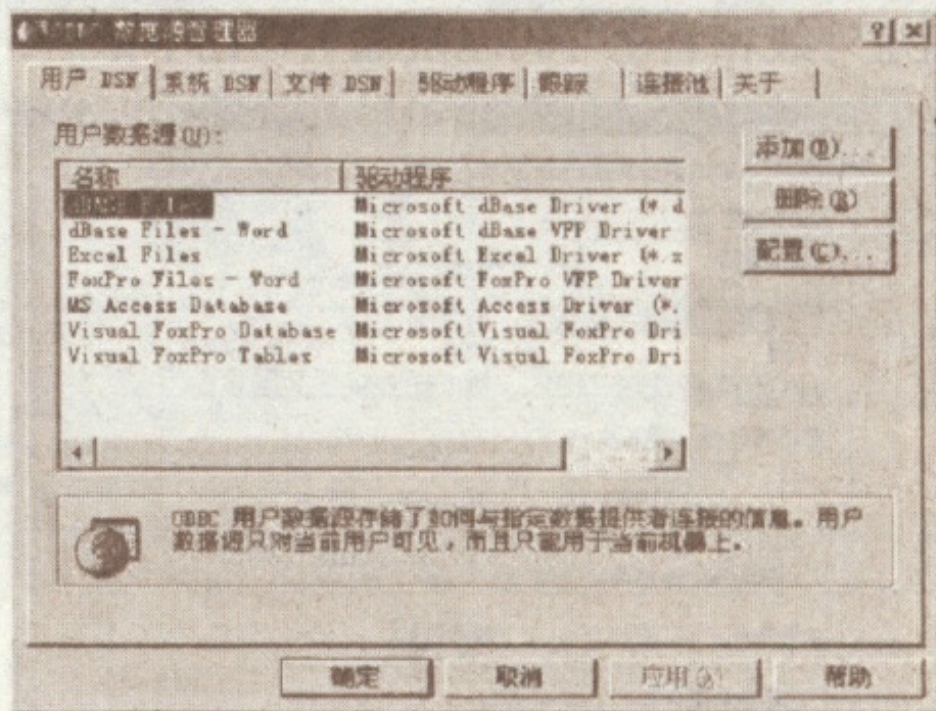 ODBC 数据源管理器
用户 DSN 系统 DSN 文件 DSN 驱动程序 跟踪 连接池 关于
用户数据源(U):
添加(D)...
名称 驱动程序
Microsoft dBase Driver (*.d
删除(R)
dBase Files - Word Microsoft dBase VFP Driver
Excel Files Microsoft Excel Driver (*.x
配置(C)...
FoxPro Files - Word Microsoft FoxPro VFP Driver
MS Access Database Microsoft Access Driver (*.
Visual FoxPro Database Microsoft Visual FoxPro Dri
Visual FoxPro Tables Microsoft Visual FoxPro Dri
ODBC 用户数据源存储了如何与指定数据提供者连接的信息。用户
数据源只对当前用户可见，而且只能用于当前机器上。
确定 取消 应用(A) 帮助